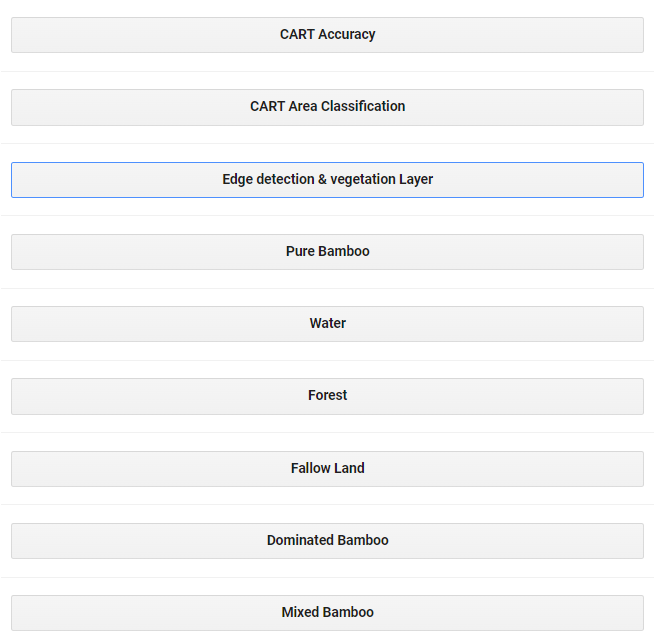 CART Accuracy
CART Area Classification
Edge detection & vegetation Layer
Pure Bamboo
Water
Forest
Fallow Land
Dominated Bamboo
Mixed Bamboo